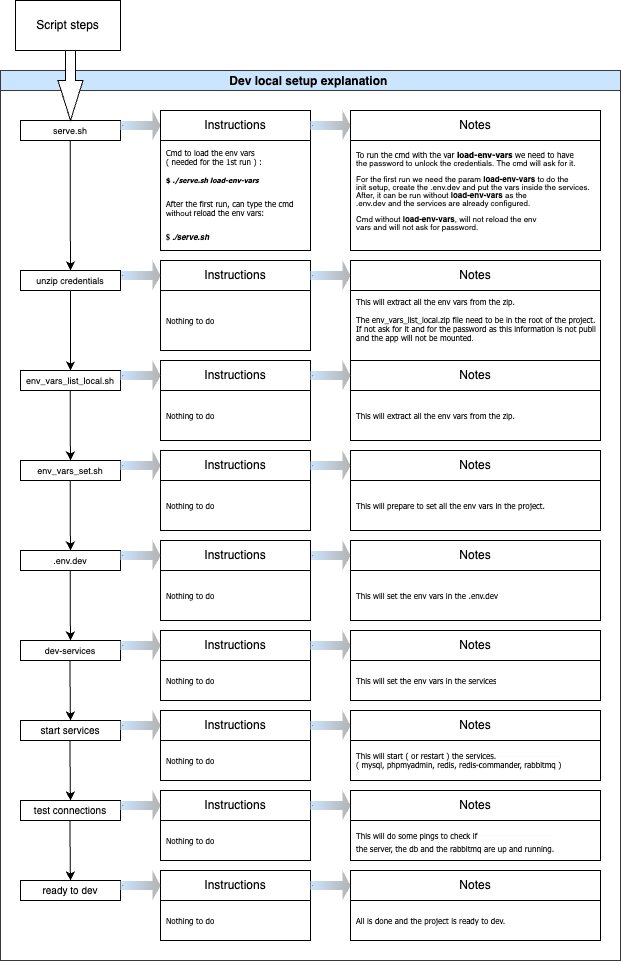 Script steps
Dev local setup explanation
serve.sh
Instructions
Notes
Cmd to load the env vars
( needed for the 1st run ) :
$ ./serve.sh load-env-vars
After the first run, can type the cmd
without reload the env vars:
$ ./serve.sh
To run the cmd with the var load-env-vars we need to have
the password to unlock the credentials. The cmd will ask for it.
For the first run we need the param load-env-vars to do the
init setup, create the .env.dev and put the vars inside the services.
After, it can be run without load-env-vars as the
.env.dev and the services are already configured.
Cmd without load-env-vars, will not reload the env
vars and will not ask for password.
unzip credentials
Instructions
Notes
Nothing to do
This will extract all the env vars from the zip.
The env_vars_list_local.zip file need to be in the root of the project.
If not ask for it and for the password as this information is not publi
and the app will not be mounted.
env_vars_list_local.sh
Instructions
Notes
Nothing to do
This will extract all the env vars from the zip.
env_vars_set.sh
Instructions
Notes
Nothing to do
This will prepare to set all the env vars in the project.
.env.dev
Instructions
Notes
Nothing to do
This will set the env vars in the .env.dev
dev-services
Instructions
Notes
Nothing to do
This will set the env vars in the services
start services
Instructions
Notes
Nothing to do
This will start ( or restart ) the services.
( mysql, phpmyadmin, redis, redis-commander, rabbitmq )
test connections
Instructions
Notes
Nothing to do
This will do some pings to check if
the server, the db and the rabbitmq are up and running.
ready to dev
Instructions
Notes
Nothing to do
All is done and the project is ready to dev.